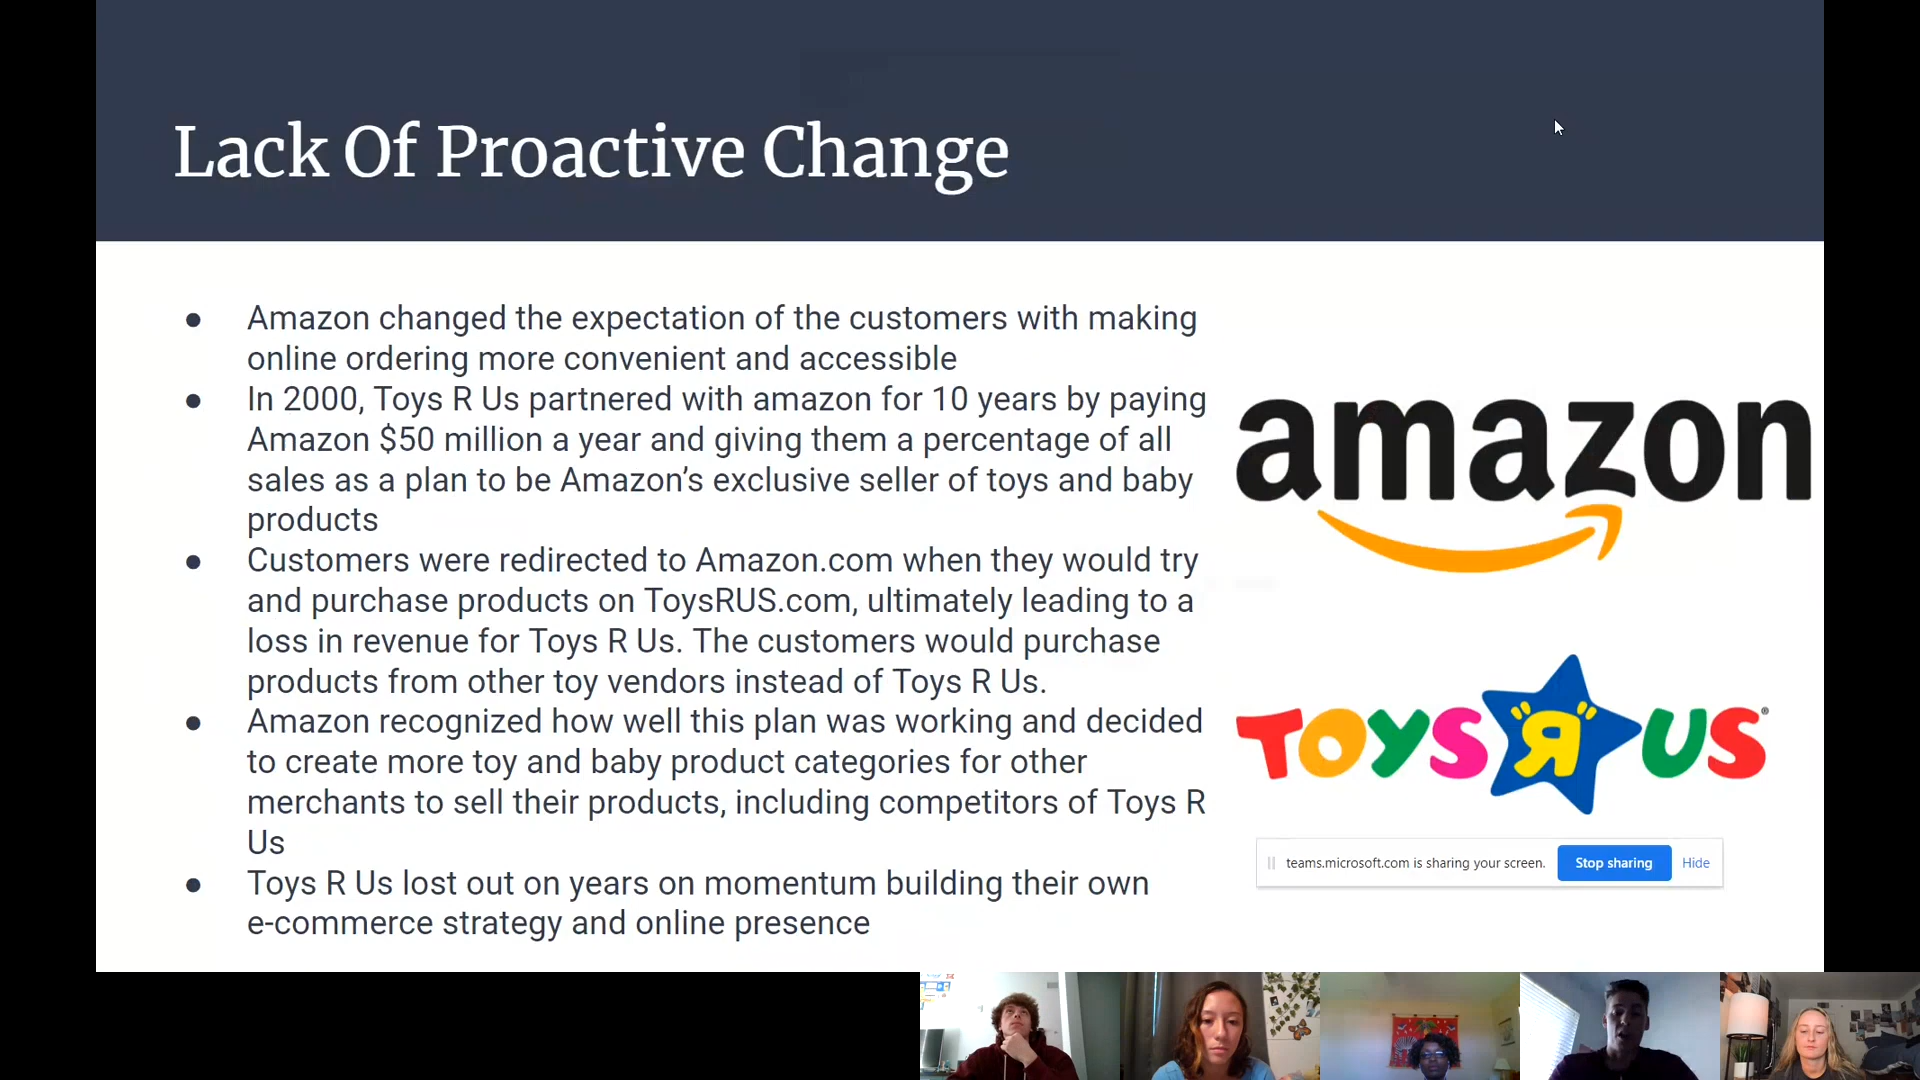 Lack Of Proactive Change
● Amazon changed the expectation of the customers with making
online ordering more convenient and accessible
● In 2000, Toys R Us partnered with amazon for 10 years by paying
Amazon $50 million a year and giving them a percentage of all
sales as a plan to be Amazon’s exclusive seller of toys and baby
products
● Customers were redirected to Amazon.com when they would try
and purchase products on ToysRUS.com, ultimately leading to a
loss in revenue for Toys R Us. The customers would purchase
products from other toy vendors instead of Toys R Us.
● Amazon recognized how well this plan was working and decided
to create more toy and baby product categories for other
merchants to sell their products, including competitors of Toys R
Us
● Toys R Us lost out on years on momentum building their own
e-commerce strategy and online presence
amazon
TOYS R US®
teams.microsoft.com is sharing your screen. Stop sharing Hide